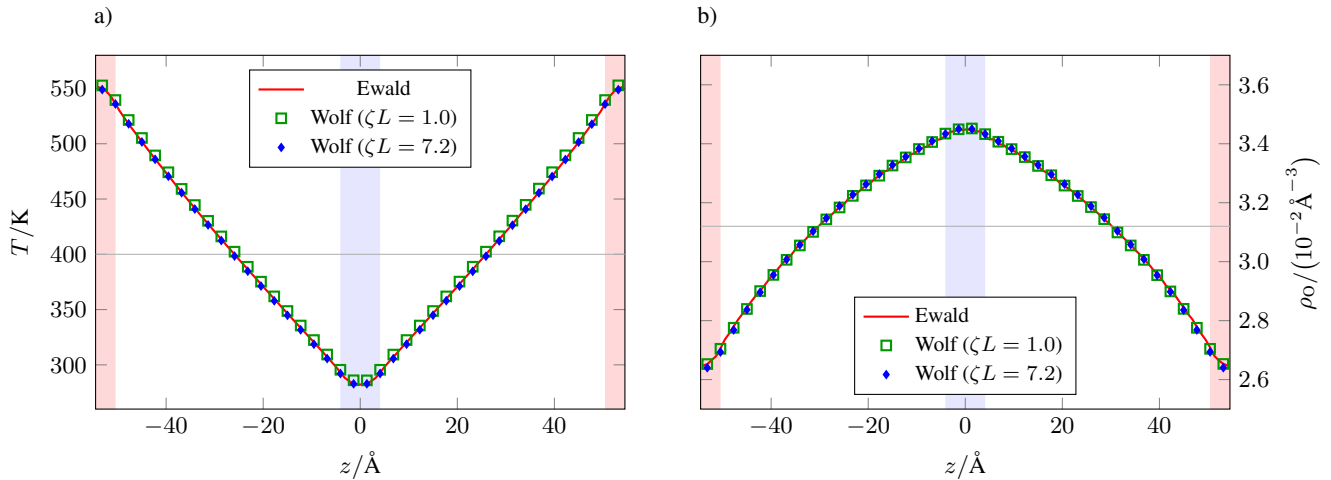 a)
T/K
550
500
450
400
350
300
Ewald
Wolf (ζL = 1.0)
Wolf (ζL = 7.2)
−40 −20 0 20 40
z/Å
b)
3.6
3.4
3.2
3.0
2.8
2.6
ρO/(10−2 Å−3)
Ewald
Wolf (ζL = 1.0)
Wolf (ζL = 7.2)
−40 −20 0 20 40
z/Å